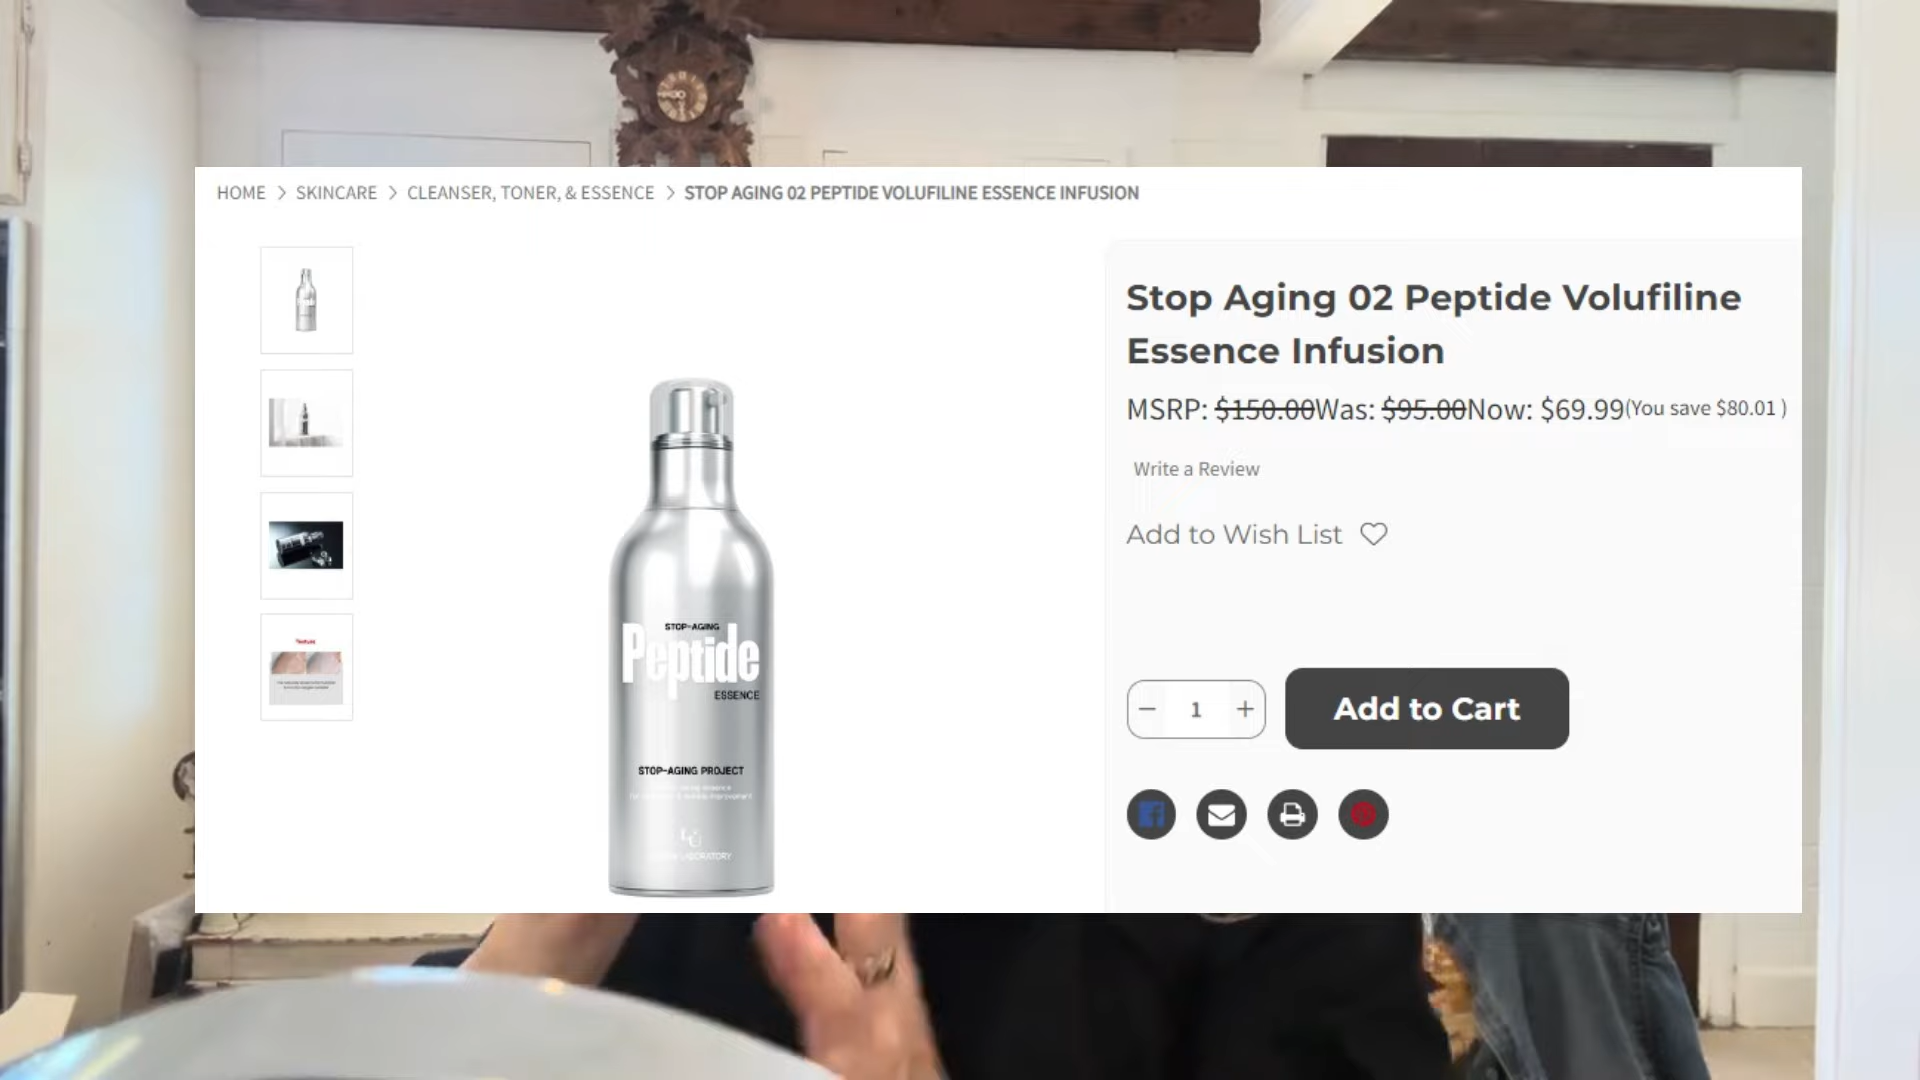 HOME > SKINCARE > CLEANSER, TONER, & ESSENCE > STOP AGING 02 PEPTIDE VOLUFILINE ESSENCE INFUSION
Stop Aging 02 Peptide Volufiline
Essence Infusion
MSRP: $150.00Was: $95.00Now: $69.99(You save $80.01 )
Write a Review
Add to Wish List
− 1 +
Add to Cart
STOP-AGING
Peptide
ESSENCE
STOP-AGING PROJECT
LABORATORY